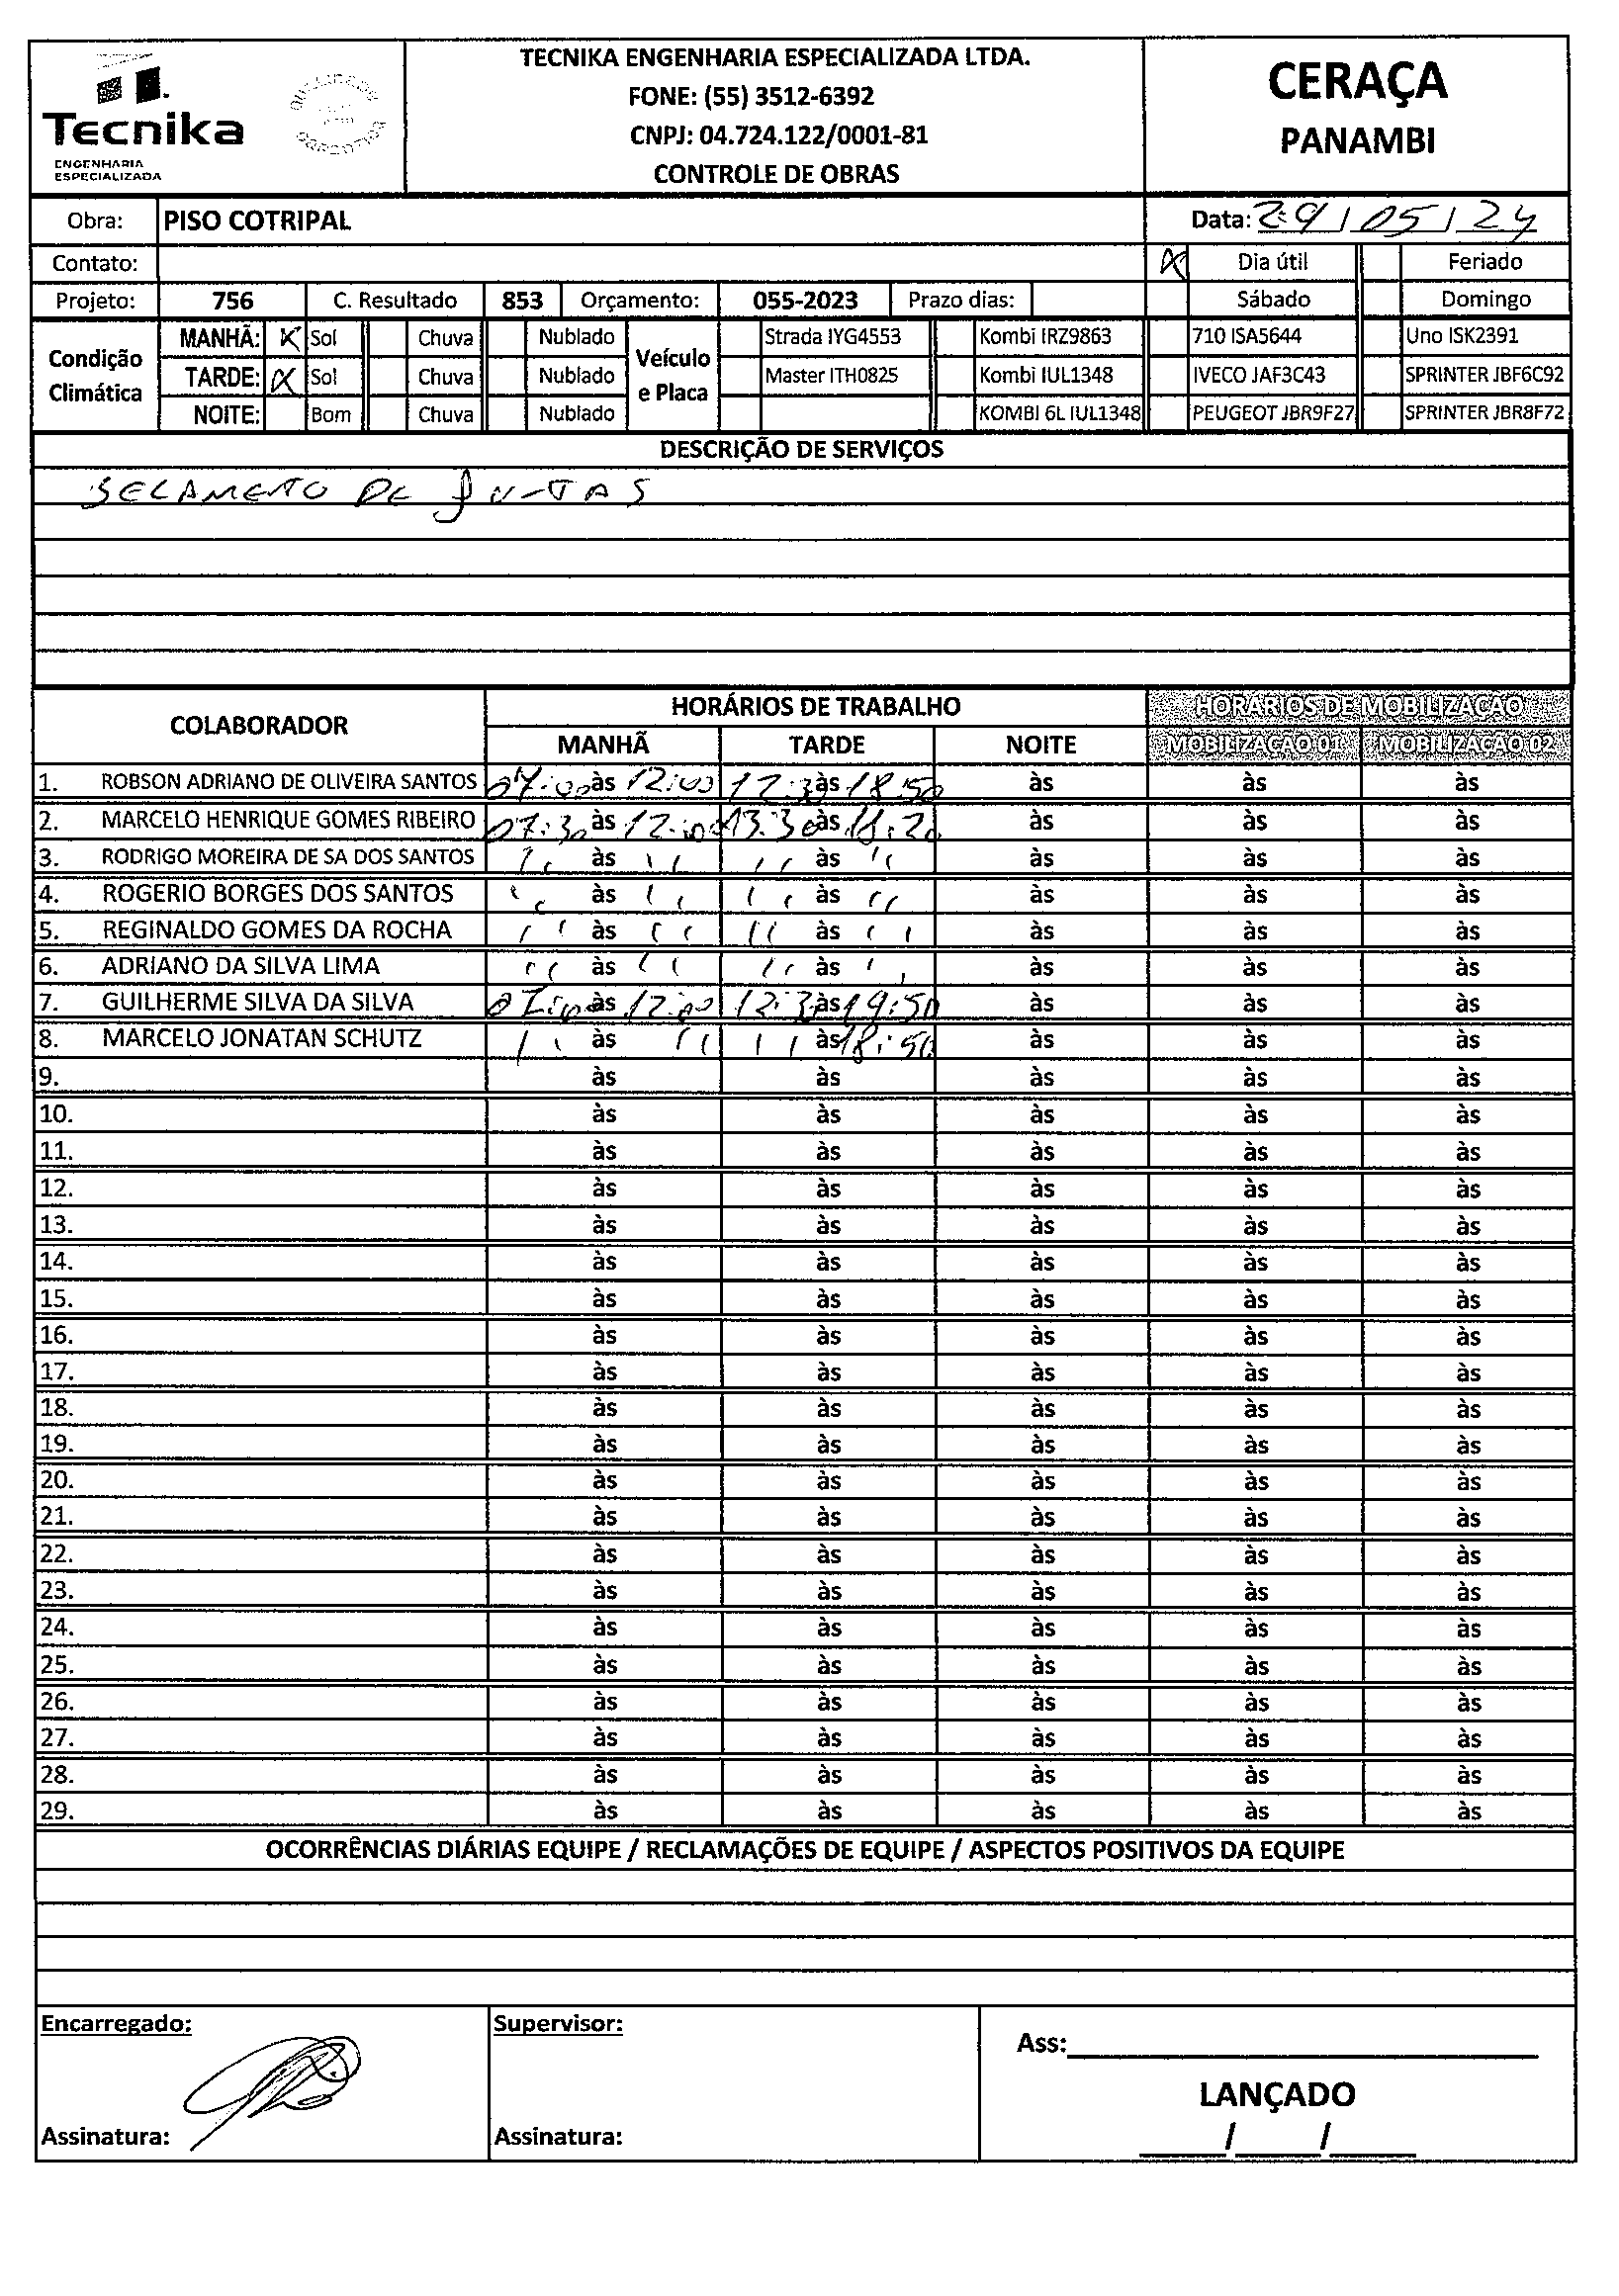 Tecnika
ENGENHARIA
ESPECIALIZADA
TECNIKA ENGENHARIA ESPECIALIZADA LTDA.
FONE: (55) 3512-6392
CNPJ: 04.724.122/0001-81
CONTROLE DE OBRAS
CERAÇA
PANAMBI
Obra: PISO COTRIPAL Data: 29/05/24
Contato: X Dia útil Feriado
Projeto: 756 C. Resultado 853 Orçamento: 055-2023 Prazo dias: Sábado Domingo
Condição Climática
MANHÃ: X Sol Chuva Nublado
TARDE: X Sol Chuva Nublado
NOITE: Bom Chuva Nublado
Veículo e Placa
Strada IYG4553 Kombi IRZ9863 710 ISA5644 Uno ISK2391
Master ITH0825 Kombi IUL1348 IVECO JAF3C43 SPRINTER JBF6C92
KOMBI 6L IUL1348 PEUGEOT JBR9F27 SPRINTER JBR8F72
DESCRIÇÃO DE SERVIÇOS
SELAMENTO DE JUNTAS
COLABORADOR HORÁRIOS DE TRABALHO HORÁRIOS DE MOBILIZAÇÃO
MANHÃ TARDE NOITE MOBILIZAÇÃO 01 MOBILIZAÇÃO 02
1. ROBSON ADRIANO DE OLIVEIRA SANTOS 07:00 às 12:00 12:30 às 18:50 às às às
2. MARCELO HENRIQUE GOMES RIBEIRO 07:30 às 12:00 13:30 às 18:20 às às às
3. RODRIGO MOREIRA DE SA DOS SANTOS '' às '' '' às '' às às às
4. ROGERIO BORGES DOS SANTOS '' às '' '' às '' às às às
5. REGINALDO GOMES DA ROCHA '' às '' '' às '' às às às
6. ADRIANO DA SILVA LIMA '' às '' '' às '' às às às
7. GUILHERME SILVA DA SILVA 07:00 às 12:00 12:30 às 19:50 às às às
8. MARCELO JONATAN SCHUTZ '' às '' '' às 18:50 às às às
9. às às às às às
10. às às às às às
11. às às às às às
12. às às às às às
13. às às às às às
14. às às às às às
15. às às às às às
16. às às às às às
17. às às às às às
18. às às às às às
19. às às às às às
20. às às às às às
21. às às às às às
22. às às às às às
23. às às às às às
24. às às às às às
25. às às às às às
26. às às às às às
27. às às às às às
28. às às às às às
29. às às às às às
OCORRÊNCIAS DIÁRIAS EQUIPE / RECLAMAÇÕES DE EQUIPE / ASPECTOS POSITIVOS DA EQUIPE
Encarregado: Supervisor:
Ass:
LANÇADO
Assinatura: Assinatura: / /